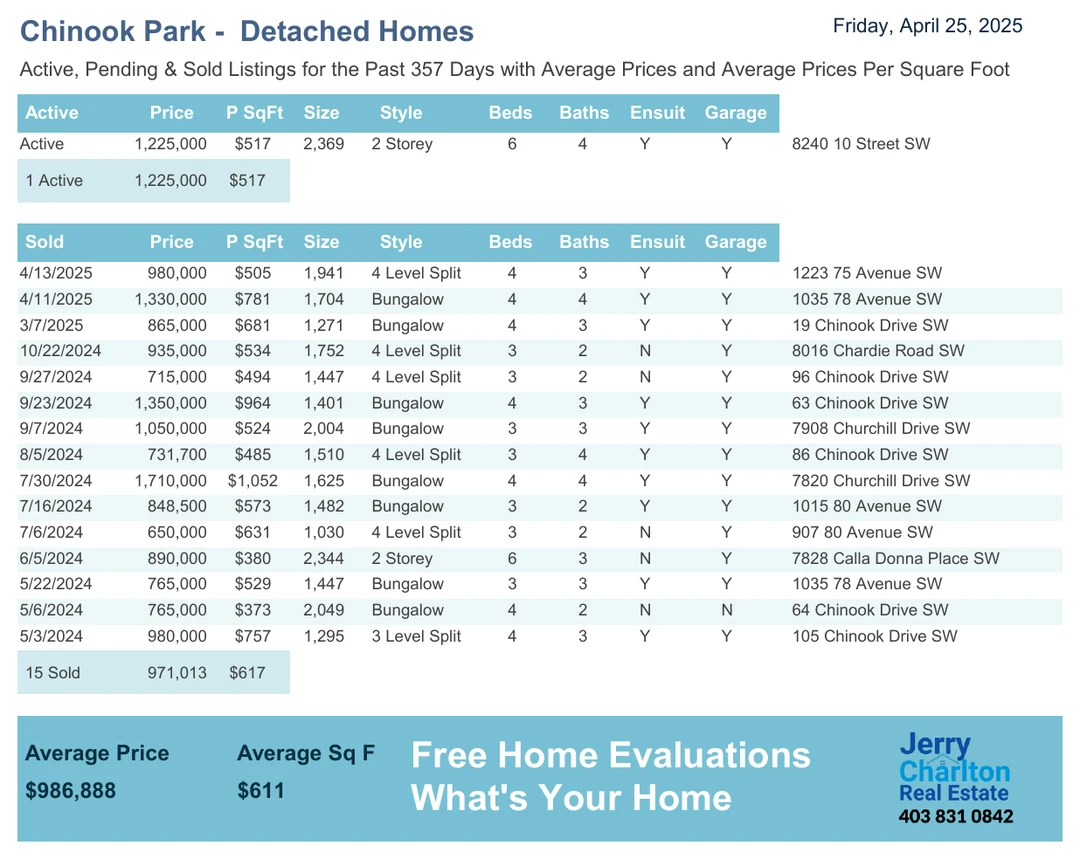 Chinook Park - Detached Homes
Friday, April 25, 2025
Active, Pending & Sold Listings for the Past 357 Days with Average Prices and Average Prices Per Square Foot
Active Price P SqFt Size Style Beds Baths Ensuit Garage
Active 1,225,000 $517 2,369 2 Storey 6 4 Y Y 8240 10 Street SW
1 Active 1,225,000 $517
Sold Price P SqFt Size Style Beds Baths Ensuit Garage
4/13/2025 980,000 $505 1,941 4 Level Split 4 3 Y Y 1223 75 Avenue SW
4/11/2025 1,330,000 $781 1,704 Bungalow 4 4 Y Y 1035 78 Avenue SW
3/7/2025 865,000 $681 1,271 Bungalow 4 3 Y Y 19 Chinook Drive SW
10/22/2024 935,000 $534 1,752 4 Level Split 3 2 N Y 8016 Chardie Road SW
9/27/2024 715,000 $494 1,447 4 Level Split 3 2 N Y 96 Chinook Drive SW
9/23/2024 1,350,000 $964 1,401 Bungalow 4 3 Y Y 63 Chinook Drive SW
9/7/2024 1,050,000 $524 2,004 Bungalow 3 3 Y Y 7908 Churchill Drive SW
8/5/2024 731,700 $485 1,510 4 Level Split 3 4 Y Y 86 Chinook Drive SW
7/30/2024 1,710,000 $1,052 1,625 Bungalow 4 4 Y Y 7820 Churchill Drive SW
7/16/2024 848,500 $573 1,482 Bungalow 3 2 Y Y 1015 80 Avenue SW
7/6/2024 650,000 $631 1,030 4 Level Split 3 2 N Y 907 80 Avenue SW
6/5/2024 890,000 $380 2,344 2 Storey 6 3 N Y 7828 Calla Donna Place SW
5/22/2024 765,000 $529 1,447 Bungalow 3 3 Y Y 1035 78 Avenue SW
5/6/2024 765,000 $373 2,049 Bungalow 4 2 N N 64 Chinook Drive SW
5/3/2024 980,000 $757 1,295 3 Level Split 4 3 Y Y 105 Chinook Drive SW
15 Sold 971,013 $617
Average Price Average Sq F
$986,888 $611
Free Home Evaluations
What's Your Home
Jerry
Charlton
Real Estate
403 831 0842